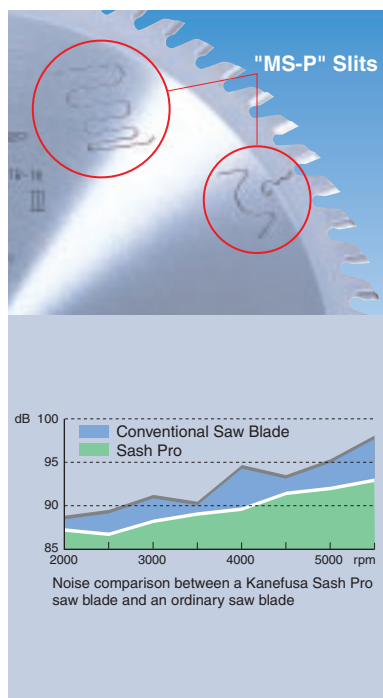 "MS-P" Slits
III
dB 100
Conventional Saw Blade
Sash Pro
95
90
85
2000 3000 4000 5000 rpm
Noise comparison between a Kanefusa Sash Pro
saw blade and an ordinary saw blade